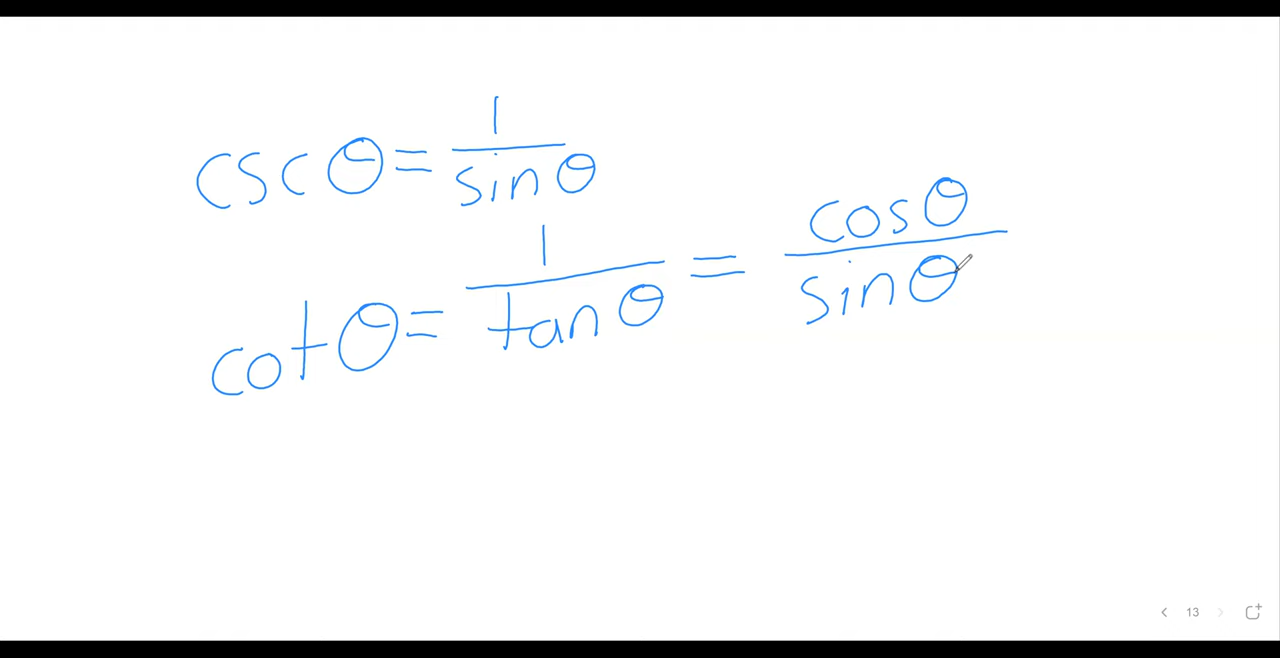 csc θ = 1/sin θ
cot θ = 1/tan θ = cos θ/sin θ
13